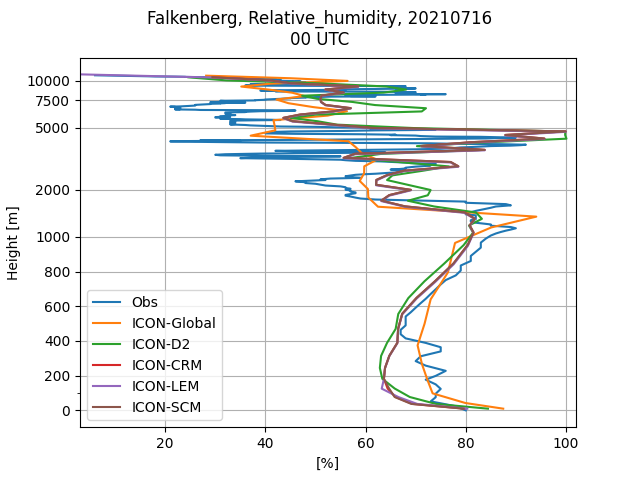 Falkenberg, Relative_humidity, 20210716
00 UTC
10000
7500
5000
2000
1000
800
600
400
200
0
Height [m]
Obs
ICON-Global
ICON-D2
ICON-CRM
ICON-LEM
ICON-SCM
20
40
60
80
100
[%]